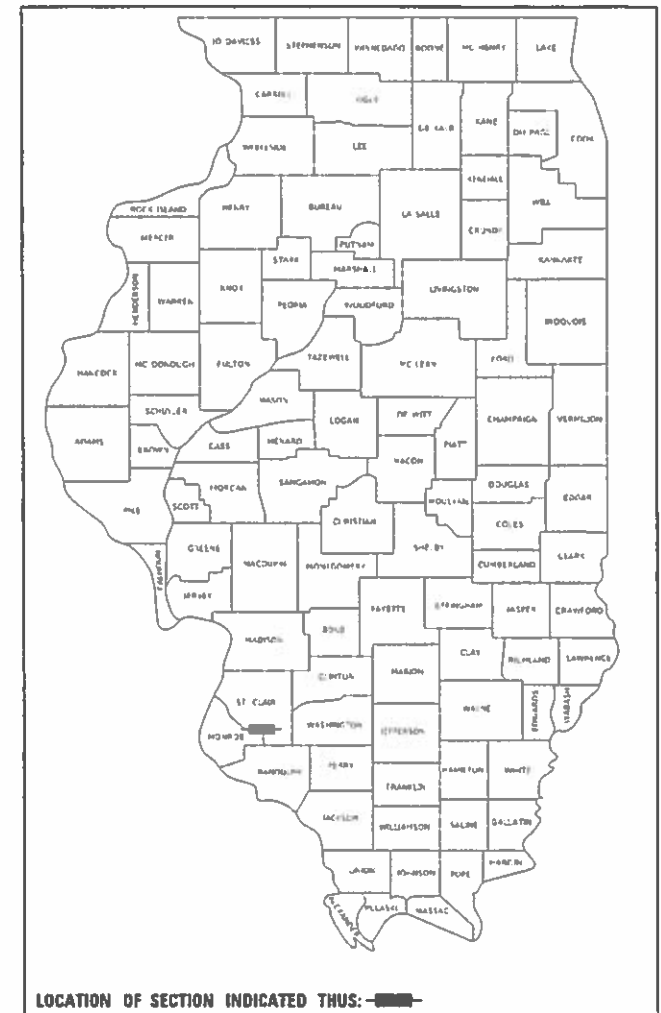 JO DAVIESS STEPHENSON WINNEBAGO BOONE MC HENRY LAKE
CARROLL OGLE
DE KALB KANE DU PAGE COOK
WHITESIDE LEE
KENDALL WILL
ROCK ISLAND HENRY BUREAU LA SALLE GRUNDY
MERCER PUTNAM
STARK MARSHALL KANKAKEE
HENDERSON WARREN KNOX PEORIA WOODFORD LIVINGSTON IROQUOIS
HANCOCK MC DONOUGH FULTON TAZEWELL MC LEAN FORD
MASON
SCHUYLER LOGAN DE WITT CHAMPAIGN VERMILION
ADAMS BROWN CASS MENARD MACON PIATT
PIKE SCOTT MORGAN SANGAMON MOULTRIE DOUGLAS EDGAR
CHRISTIAN COLES
CALHOUN GREENE MACOUPIN MONTGOMERY SHELBY CUMBERLAND CLARK
JERSEY FAYETTE EFFINGHAM JASPER CRAWFORD
MADISON BOND CLAY RICHLAND LAWRENCE
CLINTON MARION
ST. CLAIR WAYNE EDWARDS WABASH
MONROE WASHINGTON JEFFERSON
RANDOLPH PERRY HAMILTON WHITE
FRANKLIN
JACKSON WILLIAMSON SALINE GALLATIN
UNION JOHNSON POPE HARDIN
ALEXANDER PULASKI MASSAC
LOCATION OF SECTION INDICATED THUS: